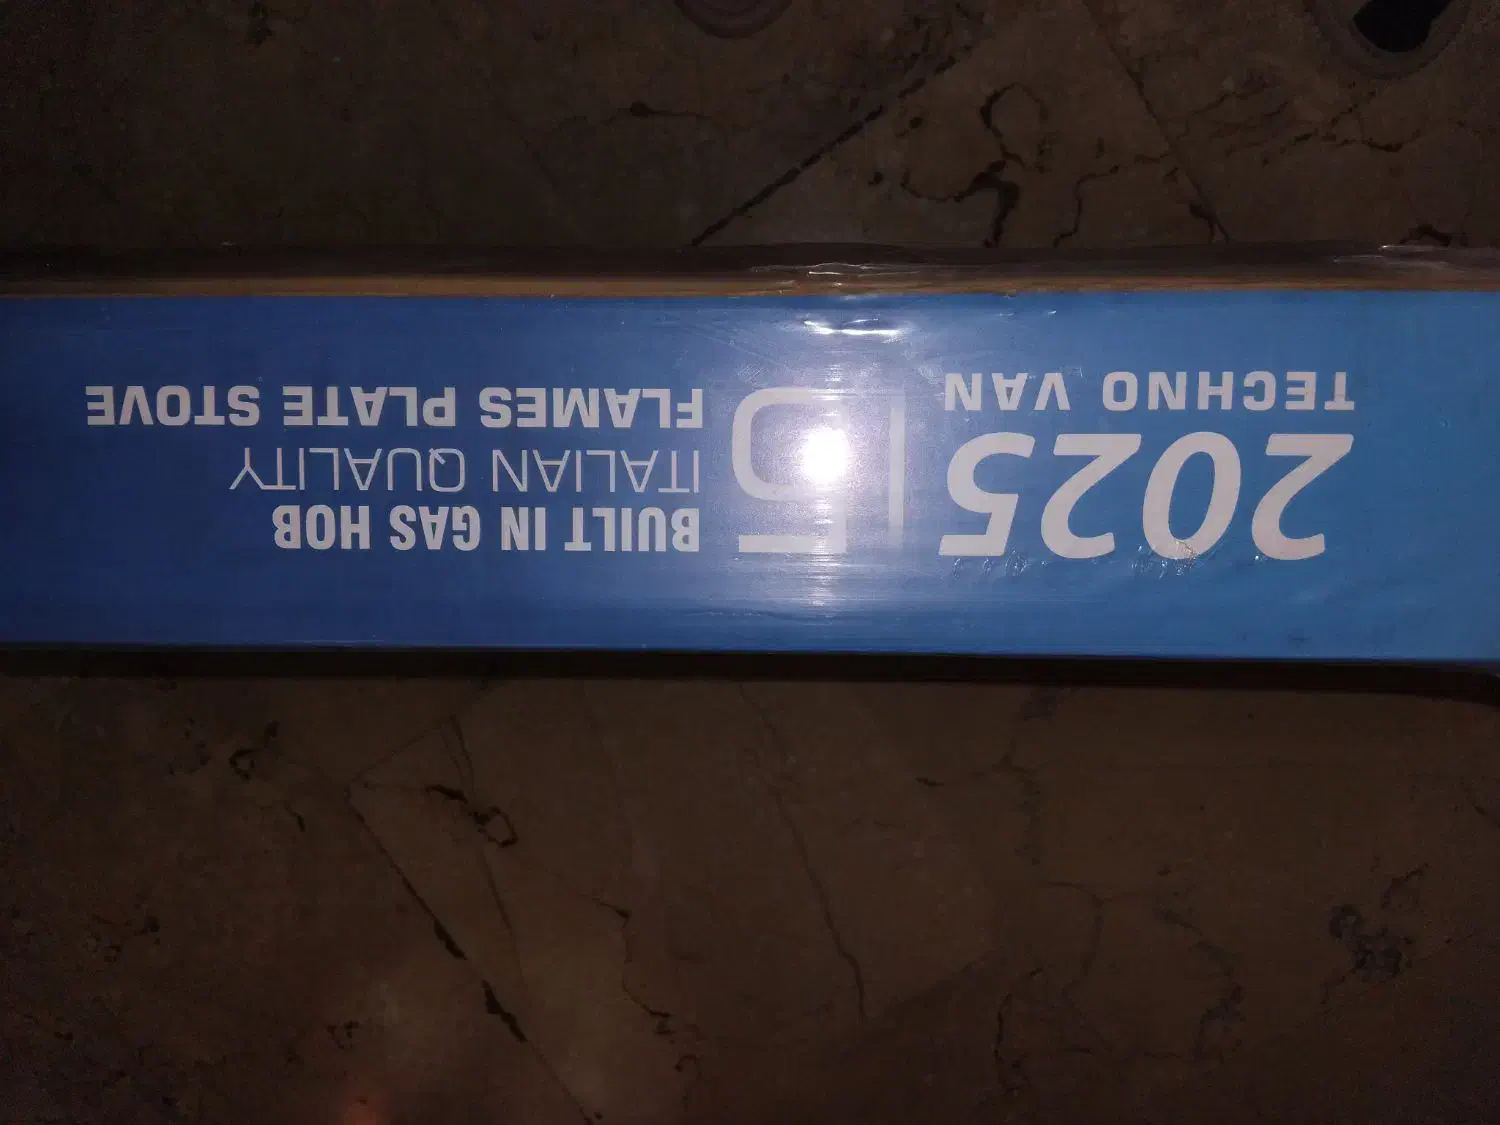 2025
TECHNO VAN
5
BUILT IN GAS HOB
ITALIAN QUALITY
FLAMES PLATE STOVE